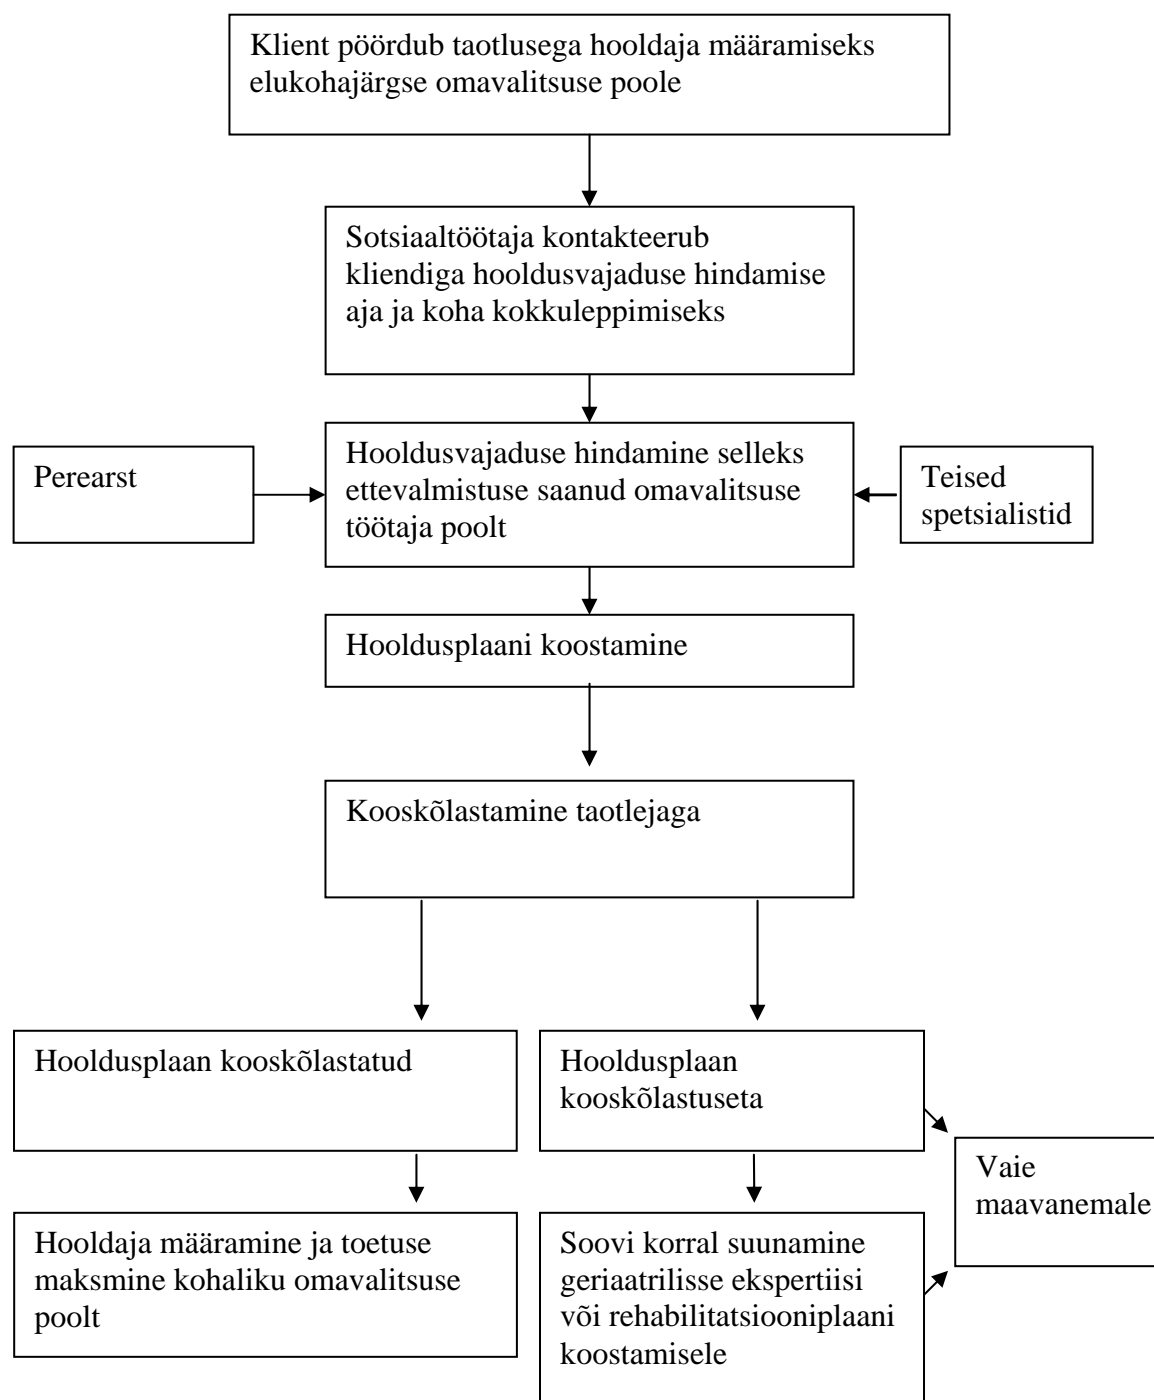 Klient pöördub taotlusega hooldaja määramiseks
elukohajärgse omavalitsuse poole
Sotsiaaltöötaja kontakteerub
kliendiga hooldusvajaduse hindamise
aja ja koha kokkuleppimiseks
Perearst
Hooldusvajaduse hindamine selleks
ettevalmistuse saanud omavalitsuse
töötaja poolt
Teised
spetsialistid
Hooldusplaani koostamine
Kooskõlastamine taotlejaga
Hooldusplaan kooskõlastatud
Hooldusplaan
kooskõlastuseta
Vaie
maavanemale
Hooldaja määramine ja toetuse
maksmine kohaliku omavalitsuse
poolt
Soovi korral suunamine
geriaatrilisse ekspertiisi
või rehabilitatsiooniplaani
koostamisele